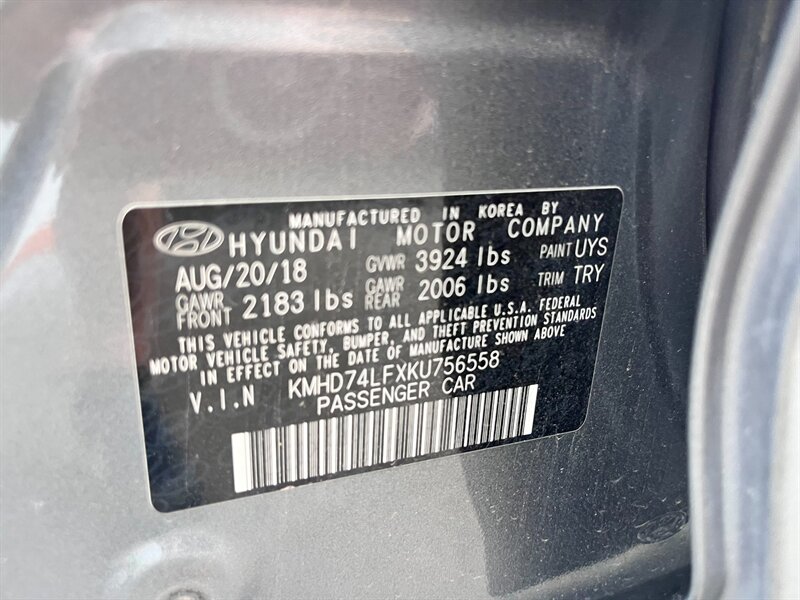 MANUFACTURED IN KOREA BY
HYUNDAI MOTOR COMPANY
AUG/20/18 GVWR 3924 lbs PAINT UYS
GAWR FRONT 2183 lbs GAWR REAR 2006 lbs TRIM TRY
THIS VEHICLE CONFORMS TO ALL APPLICABLE U.S.A. FEDERAL
MOTOR VEHICLE SAFETY, BUMPER, AND THEFT PREVENTION STANDARDS
IN EFFECT ON THE DATE OF MANUFACTURE SHOWN ABOVE
V.I.N KMHD74LFXKU756558
PASSENGER CAR